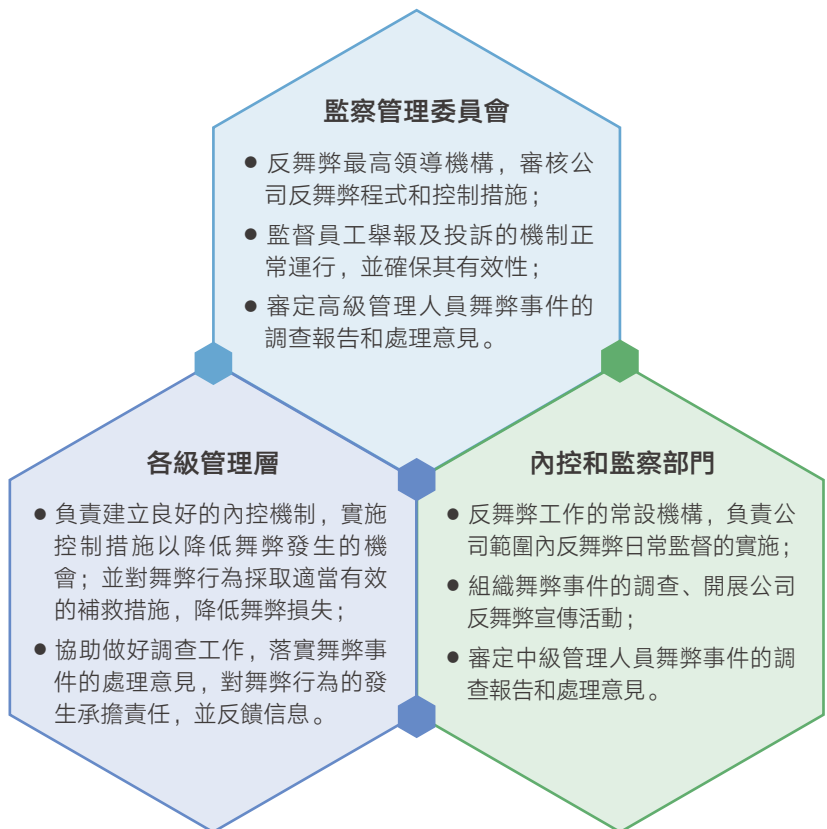 監察管理委員會
● 反舞弊最高領導機構，審核公
司反舞弊程式和控制措施；
● 監督員工舉報及投訴的機制正
常運行，並確保其有效性；
● 審定高級管理人員舞弊事件的
調查報告和處理意見。
各級管理層
● 負責建立良好的內控機制，實施
控制措施以降低舞弊發生的機
會；並對舞弊行為採取適當有效
的補救措施，降低舞弊損失；
● 協助做好調查工作，落實舞弊事
件的處理意見，對舞弊行為的發
生承擔責任，並反饋信息。
內控和監察部門
● 反舞弊工作的常設機構，負責公
司範圍內反舞弊日常監督的實施；
● 組織舞弊事件的調查、開展公司
反舞弊宣傳活動；
● 審定中級管理人員舞弊事件的調
查報告和處理意見。